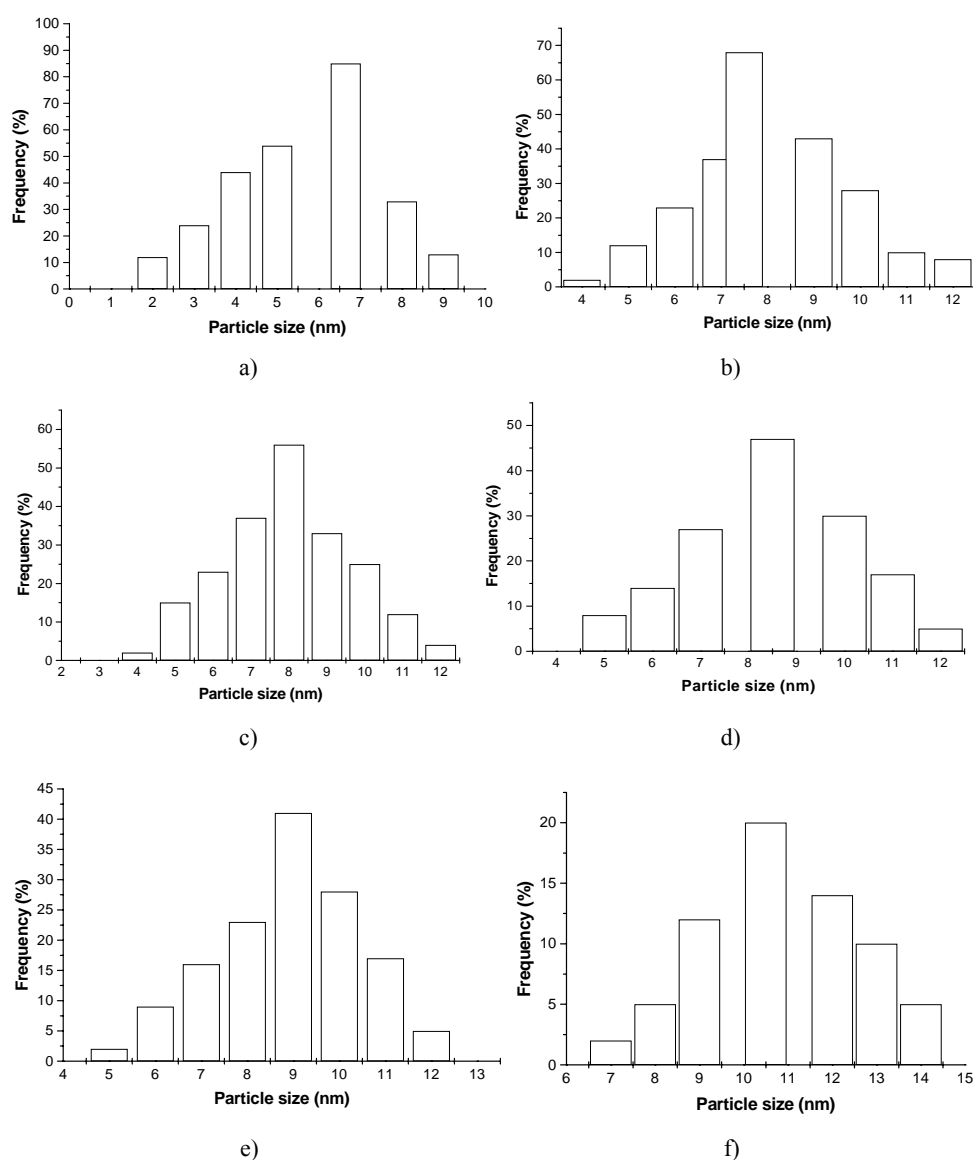 100
90
80
70
60
50
40
30
20
10
0
Frequency (%)
0 1 2 3 4 5 6 7 8 9 10
Particle size (nm)
a)
70
60
50
40
30
20
10
0
Frequency (%)
4 5 6 7 8 9 10 11 12
Particle size (nm)
b)
60
50
40
30
20
10
0
Frequency (%)
2 3 4 5 6 7 8 9 10 11 12
Particle size (nm)
c)
50
40
30
20
10
0
Frequency (%)
4 5 6 7 8 9 10 11 12
Particle size (nm)
d)
45
40
35
30
25
20
15
10
5
0
Frequency (%)
4 5 6 7 8 9 10 11 12 13
Particle size (nm)
e)
20
15
10
5
0
Frequency (%)
6 7 8 9 10 11 12 13 14 15
Particle size (nm)
f)